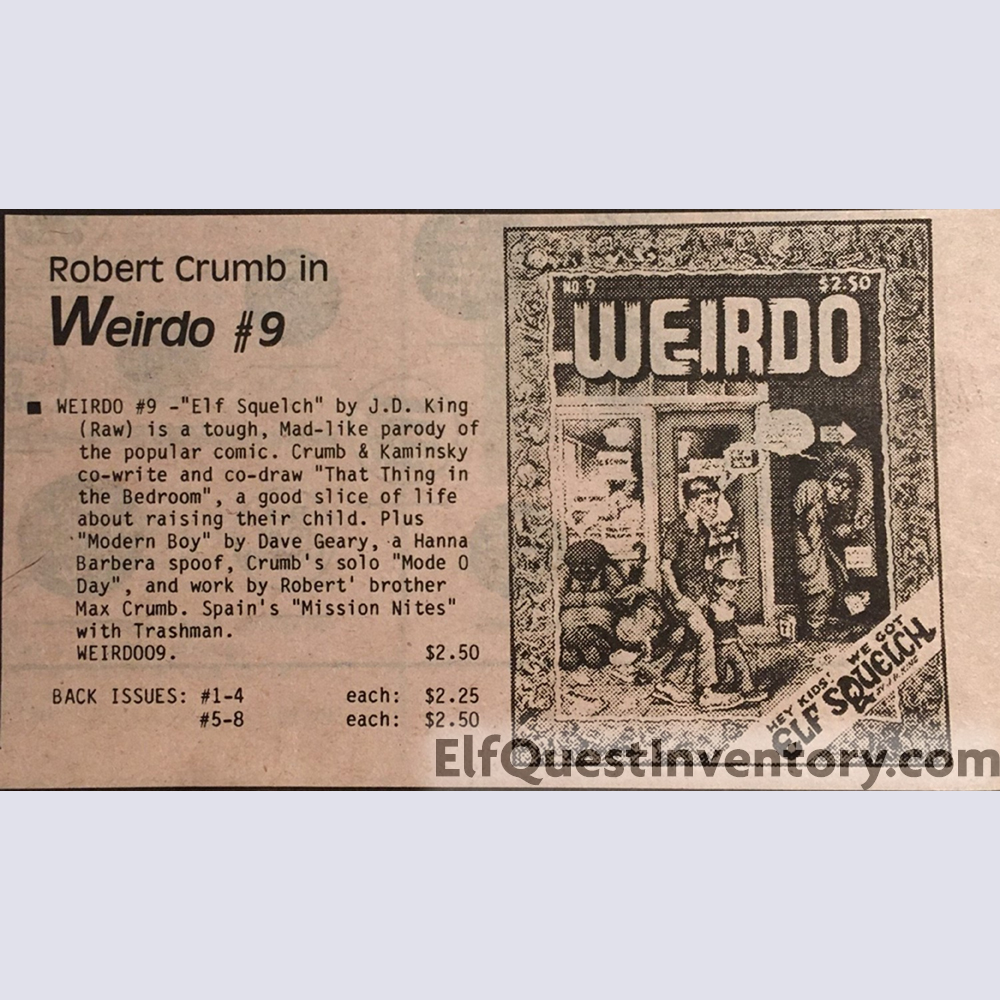 Robert Crumb in
Weirdo #9
■ WEIRDO #9 -"Elf Squelch" by J.D. King
(Raw) is a tough, Mad-like parody of
the popular comic. Crumb & Kaminsky
co-write and co-draw "That Thing in
the Bedroom", a good slice of life
about raising their child. Plus
"Modern Boy" by Dave Geary, a Hanna
Barbera spoof, Crumb's solo "Mode O
Day", and work by Robert' brother
Max Crumb. Spain's "Mission Nites"
with Trashman.
WEIRDO09. $2.50
BACK ISSUES: #1-4 each: $2.25
#5-8 each: $2.50
NO. 9 $2.50
WEIRDO
HEY KIDS! WE GOT
ELF SQUELCH
ElfQuestInventory.com